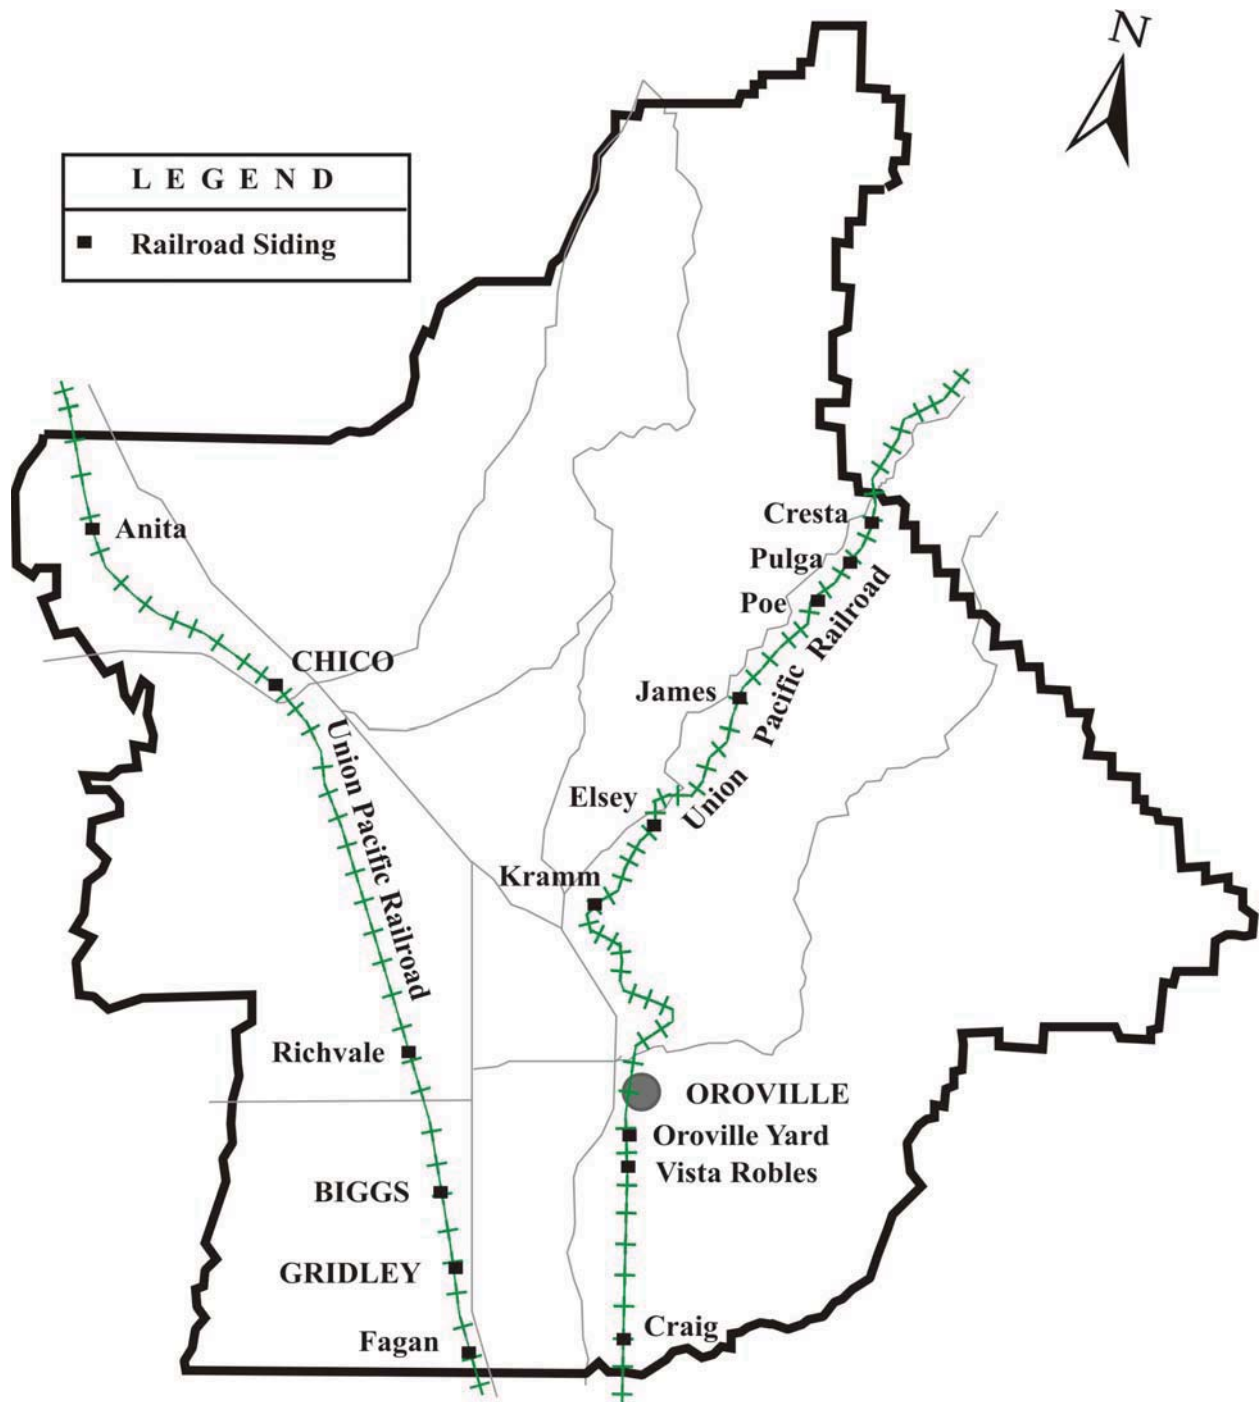 N
L E G E N D
Railroad Siding
Anita
Cresta
Pulga
Poe
CHICO
James
Union Pacific Railroad
Union Pacific Railroad
Elsey
Kramm
Richvale
OROVILLE
Oroville Yard
Vista Robles
BIGGS
GRIDLEY
Craig
Fagan